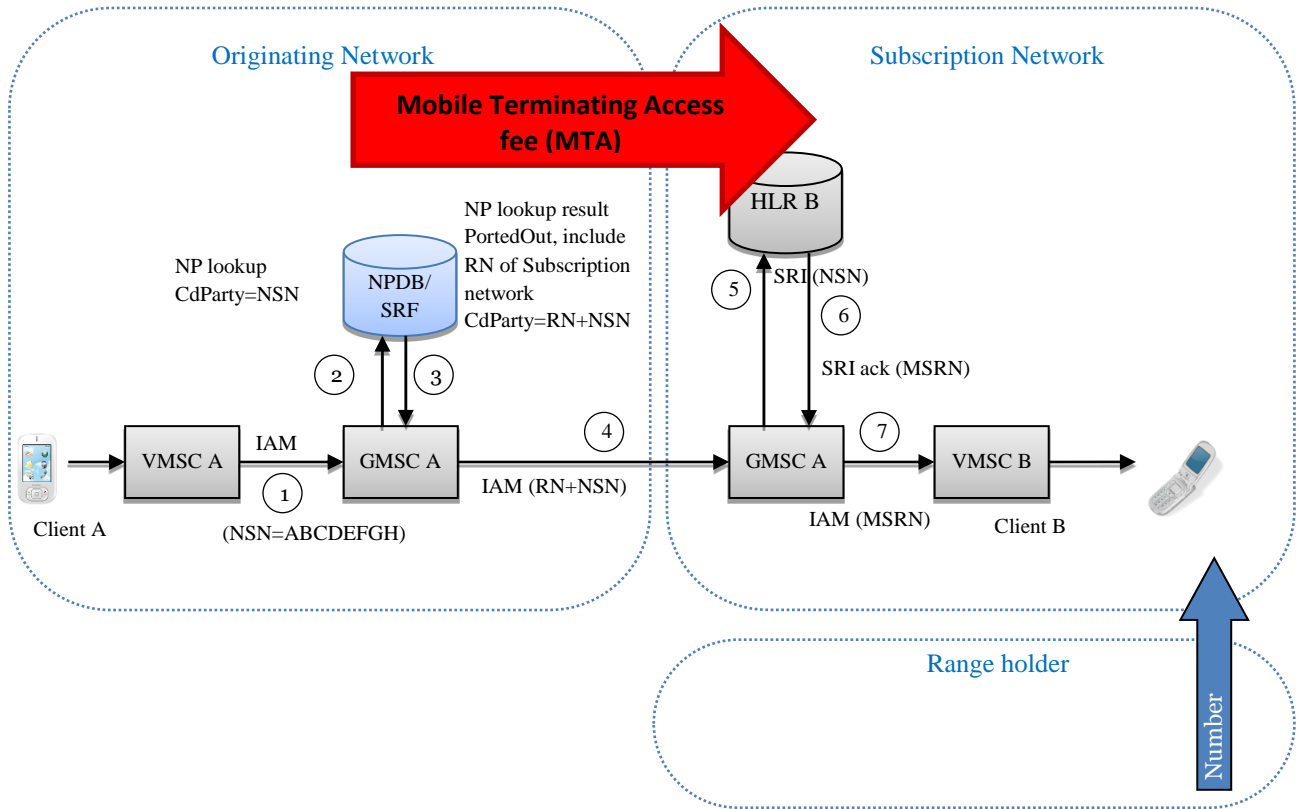 Originating Network
Subscription Network
Mobile Terminating Access
fee (MTA)
HLR B
NP lookup result
PortedOut, include
RN of Subscription
network
CdParty=RN+NSN
NP lookup
CdParty=NSN
NPDB/
SRF
5
SRI (NSN)
6
SRI ack (MSRN)
2
3
4
7
VMSC A
IAM
GMSC A
IAM (RN+NSN)
GMSC A
IAM (MSRN)
VMSC B
1
Client A
(NSN=ABCDEFGH)
Client B
Range holder
Number